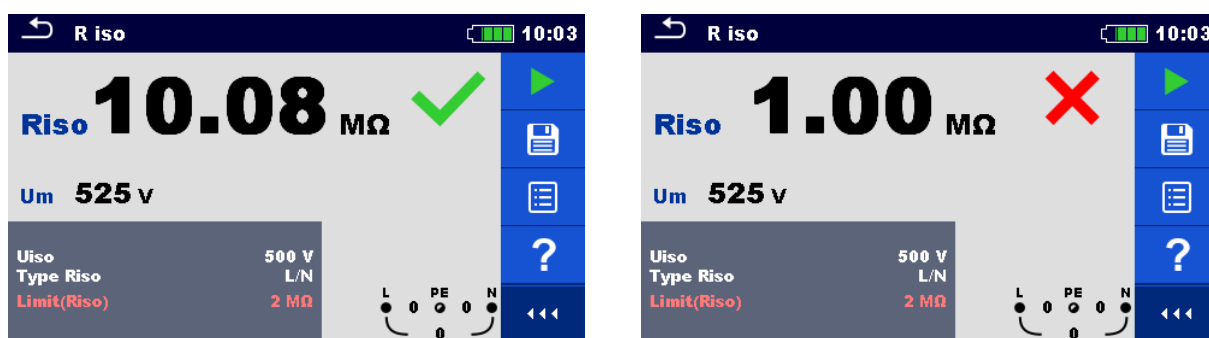 R iso 10:03
Riso 10.08 MΩ
Um 525 V
Uiso 500 V
Type Riso L/N
Limit(Riso) 2 MΩ
?
L PE N
0 0
0
R iso 10:03
Riso 1.00 MΩ
Um 525 V
Uiso 500 V
Type Riso L/N
Limit(Riso) 2 MΩ
?
L PE N
0 0
0